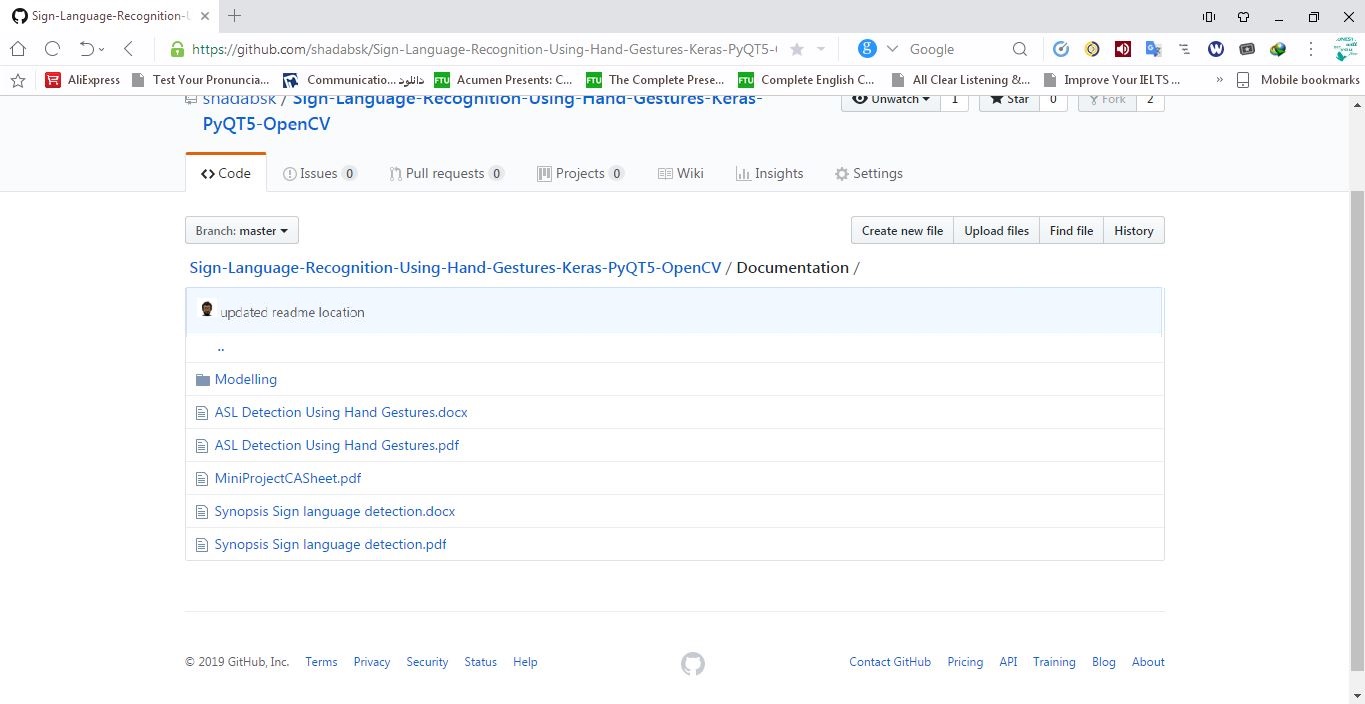 Sign-Language-Recognition-U
https://github.com/shadabsk/Sign-Language-Recognition-Using-Hand-Gestures-Keras-PyQT5-
Google
AliExpress Test Your Pronuncia... Communicatio... دانلود Acumen Presents: C... The Complete Prese... Complete English C... All Clear Listening &... Improve Your IELTS ... » Mobile bookmarks
shadabsk / Sign-Language-Recognition-Using-Hand-Gestures-Keras-
PyQT5-OpenCV
Unwatch 1 Star 0 Fork 2
Code Issues 0 Pull requests 0 Projects 0 Wiki Insights Settings
Branch: master Create new file Upload files Find file History
Sign-Language-Recognition-Using-Hand-Gestures-Keras-PyQT5-OpenCV / Documentation /
updated readme location
..
Modelling
ASL Detection Using Hand Gestures.docx
ASL Detection Using Hand Gestures.pdf
MiniProjectCASheet.pdf
Synopsis Sign language detection.docx
Synopsis Sign language detection.pdf
© 2019 GitHub, Inc. Terms Privacy Security Status Help Contact GitHub Pricing API Training Blog About